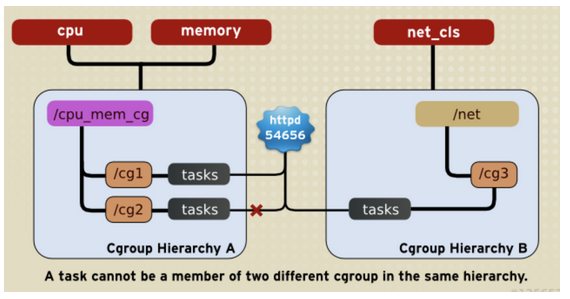 cpu
memory
net_cls
/cpu_mem_cg
httpd
54656
/net
/cg1
tasks
/cg3
/cg2
tasks
tasks
Cgroup Hierarchy A
Cgroup Hierarchy B
A task cannot be a member of two different cgroup in the same hierarchy.